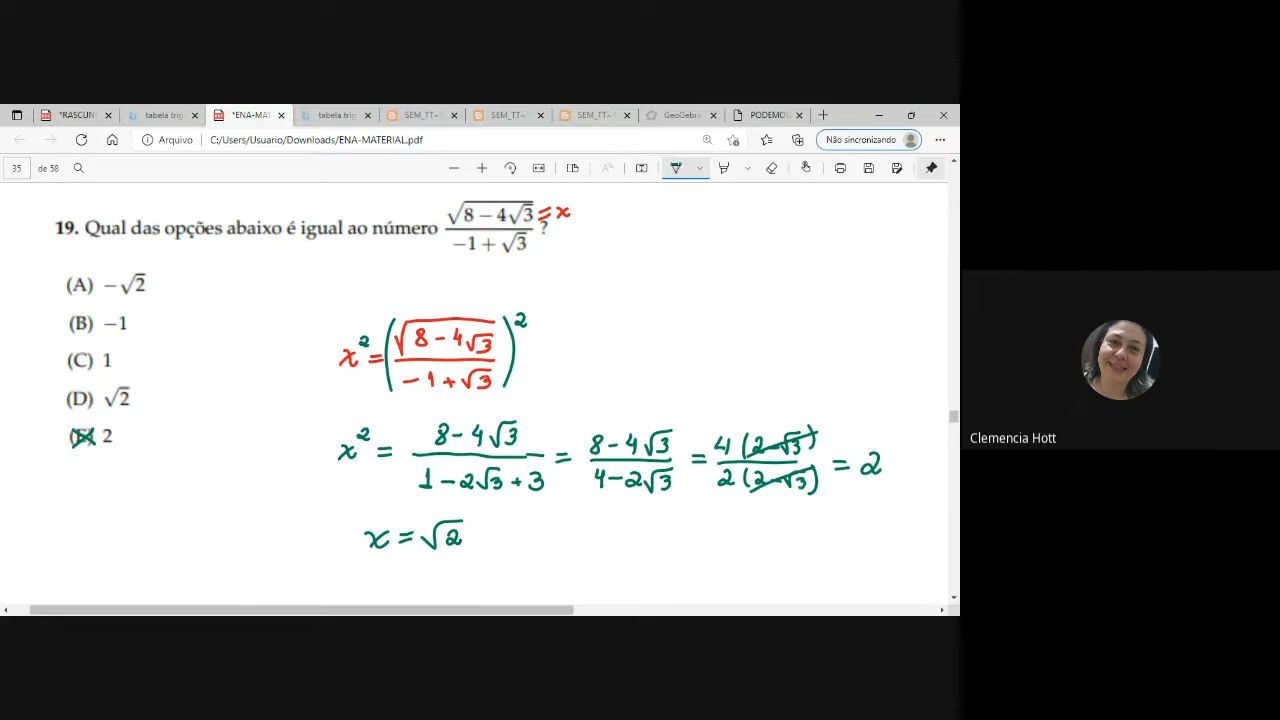 *RASCUN tabela trig *ENA-MAT tabela trig SEM_TT~ SEM_TT~ SEM_TT~ GeoGebra PODEMOS
Arquivo C:/Users/Usuario/Downloads/ENA-MATERIAL.pdf Não sincronizando
35 de 58
19. Qual das opções abaixo é igual ao número √(8 − 4√3) / (−1 + √3) ? = x
(A) −√2
(B) −1
(C) 1
(D) √2
(E) 2
x² = (√(8 − 4√3) / (−1 + √3))²
x² = (8 − 4√3) / (1 − 2√3 + 3) = (8 − 4√3) / (4 − 2√3) = 4(2 − √3) / 2(2 − √3) = 2
x = √2
Clemencia Hott